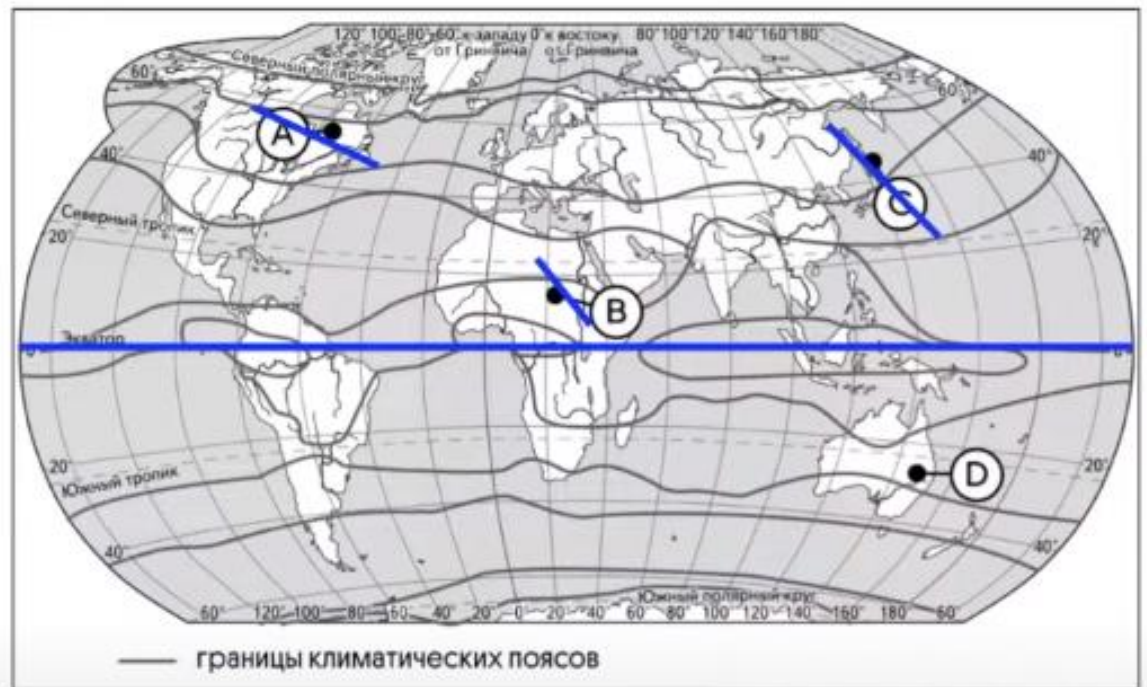 120° 100° 80° 60° к западу 0° к востоку 80° 100° 120° 140° 160° 180°
от Гринвича от Гринвича
Северный полярный круг
60° 60°
A
40° 40°
C
Северный тропик
20° 20°
B
Экватор
0° 0°
20° 20°
Южный тропик
D
40° 40°
Южный полярный круг
60° 120° 100° 80° 60° 40° 20° 0° 20° 40° 60° 80° 100° 120° 140° 160° 180° 60°
границы климатических поясов